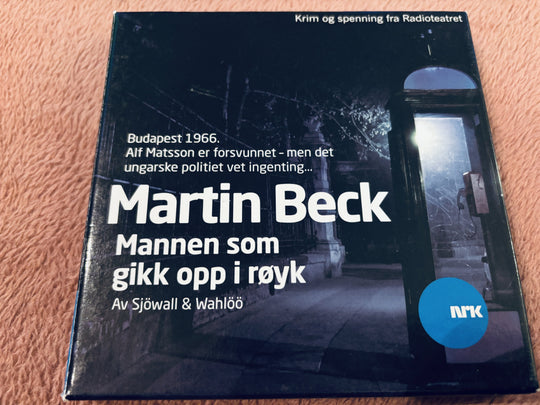 Krim og spenning fra Radioteatret
Budapest 1966.
Alf Matsson er forsvunnet – men det
ungarske politiet vet ingenting...
Martin Beck
Mannen som
gikk opp i røyk
Av Sjöwall & Wahlöö
NRK